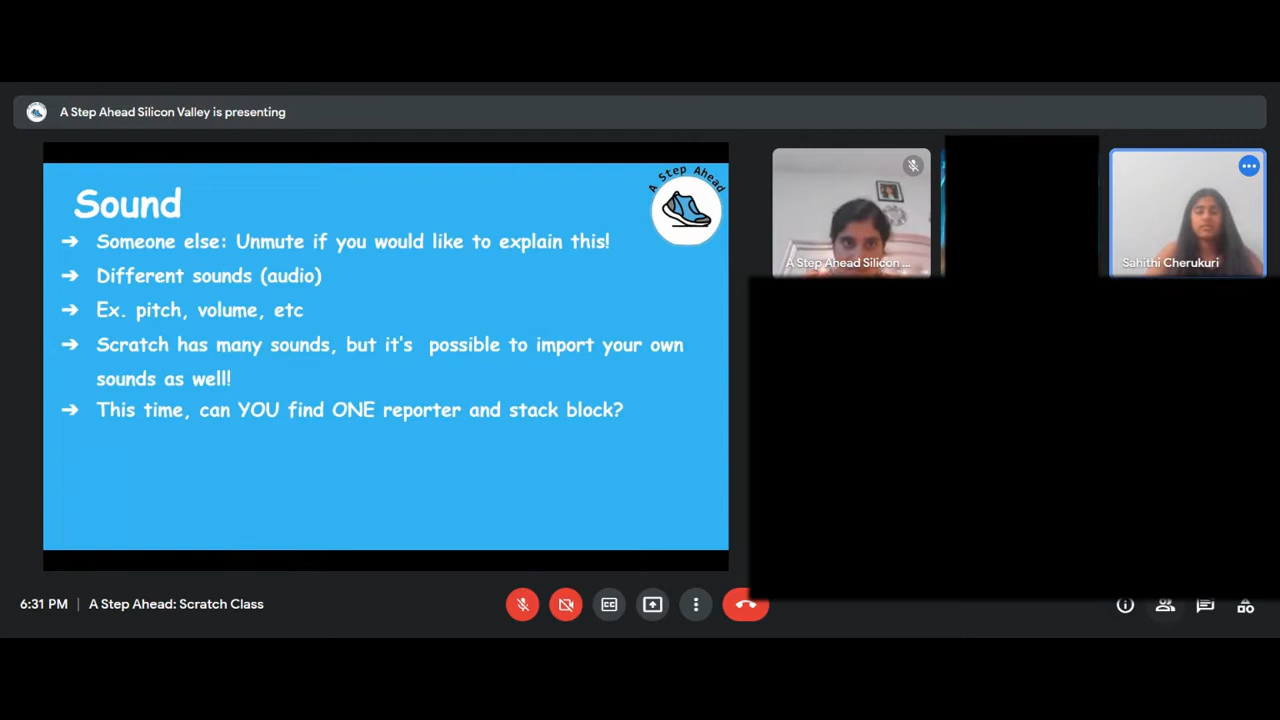 A Step Ahead Silicon Valley is presenting
Sound
A Step Ahead
➔ Someone else: Unmute if you would like to explain this!
➔ Different sounds (audio)
➔ Ex. pitch, volume, etc
➔ Scratch has many sounds, but it's possible to import your own
sounds as well!
➔ This time, can YOU find ONE reporter and stack block?
A Step Ahead Silicon ...
Sahithi Cherukuri
6:31 PM | A Step Ahead: Scratch Class
CC